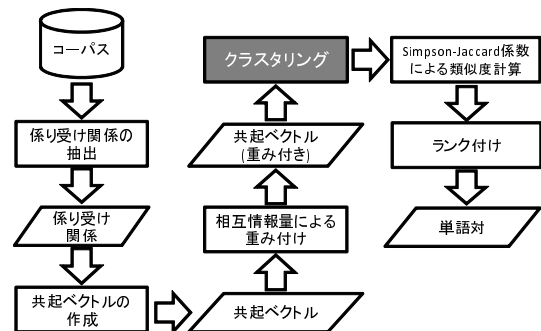 コーパス
係り受け関係の
抽出
係り受け
関係
共起ベクトルの
作成
共起ベクトル
相互情報量による
重み付け
共起ベクトル
(重み付き)
クラスタリング
Simpson-Jaccard係数
による類似度計算
ランク付け
単語対